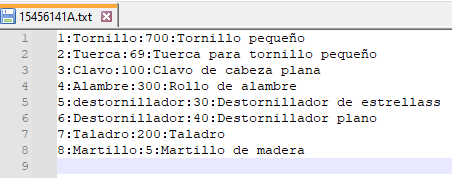 15456141A.txt
1 1:Tornillo:700:Tornillo pequeño
2 2:Tuerca:69:Tuerca para tornillo pequeño
3 3:Clavo:100:Clavo de cabeza plana
4 4:Alambre:300:Rollo de alambre
5 5:destornillador:30:Destornillador de estrellass
6 6:Destornillador:40:Destornillador plano
7 7:Taladro:200:Taladro
8 8:Martillo:5:Martillo de madera
9